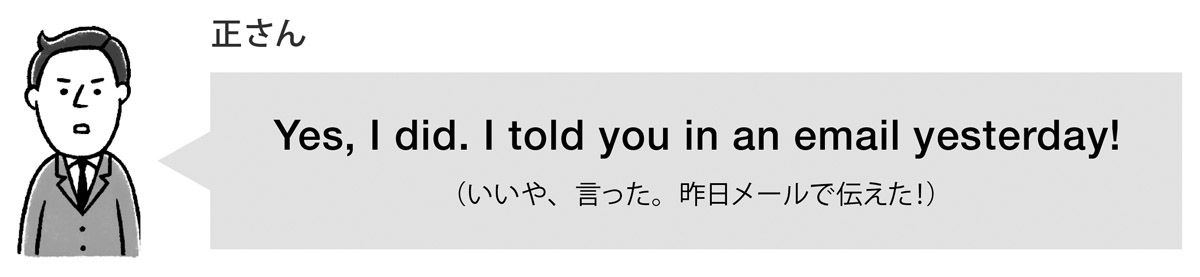 正さん
Yes, I did. I told you in an email yesterday!
（いいや、言った。昨日メールで伝えた！）